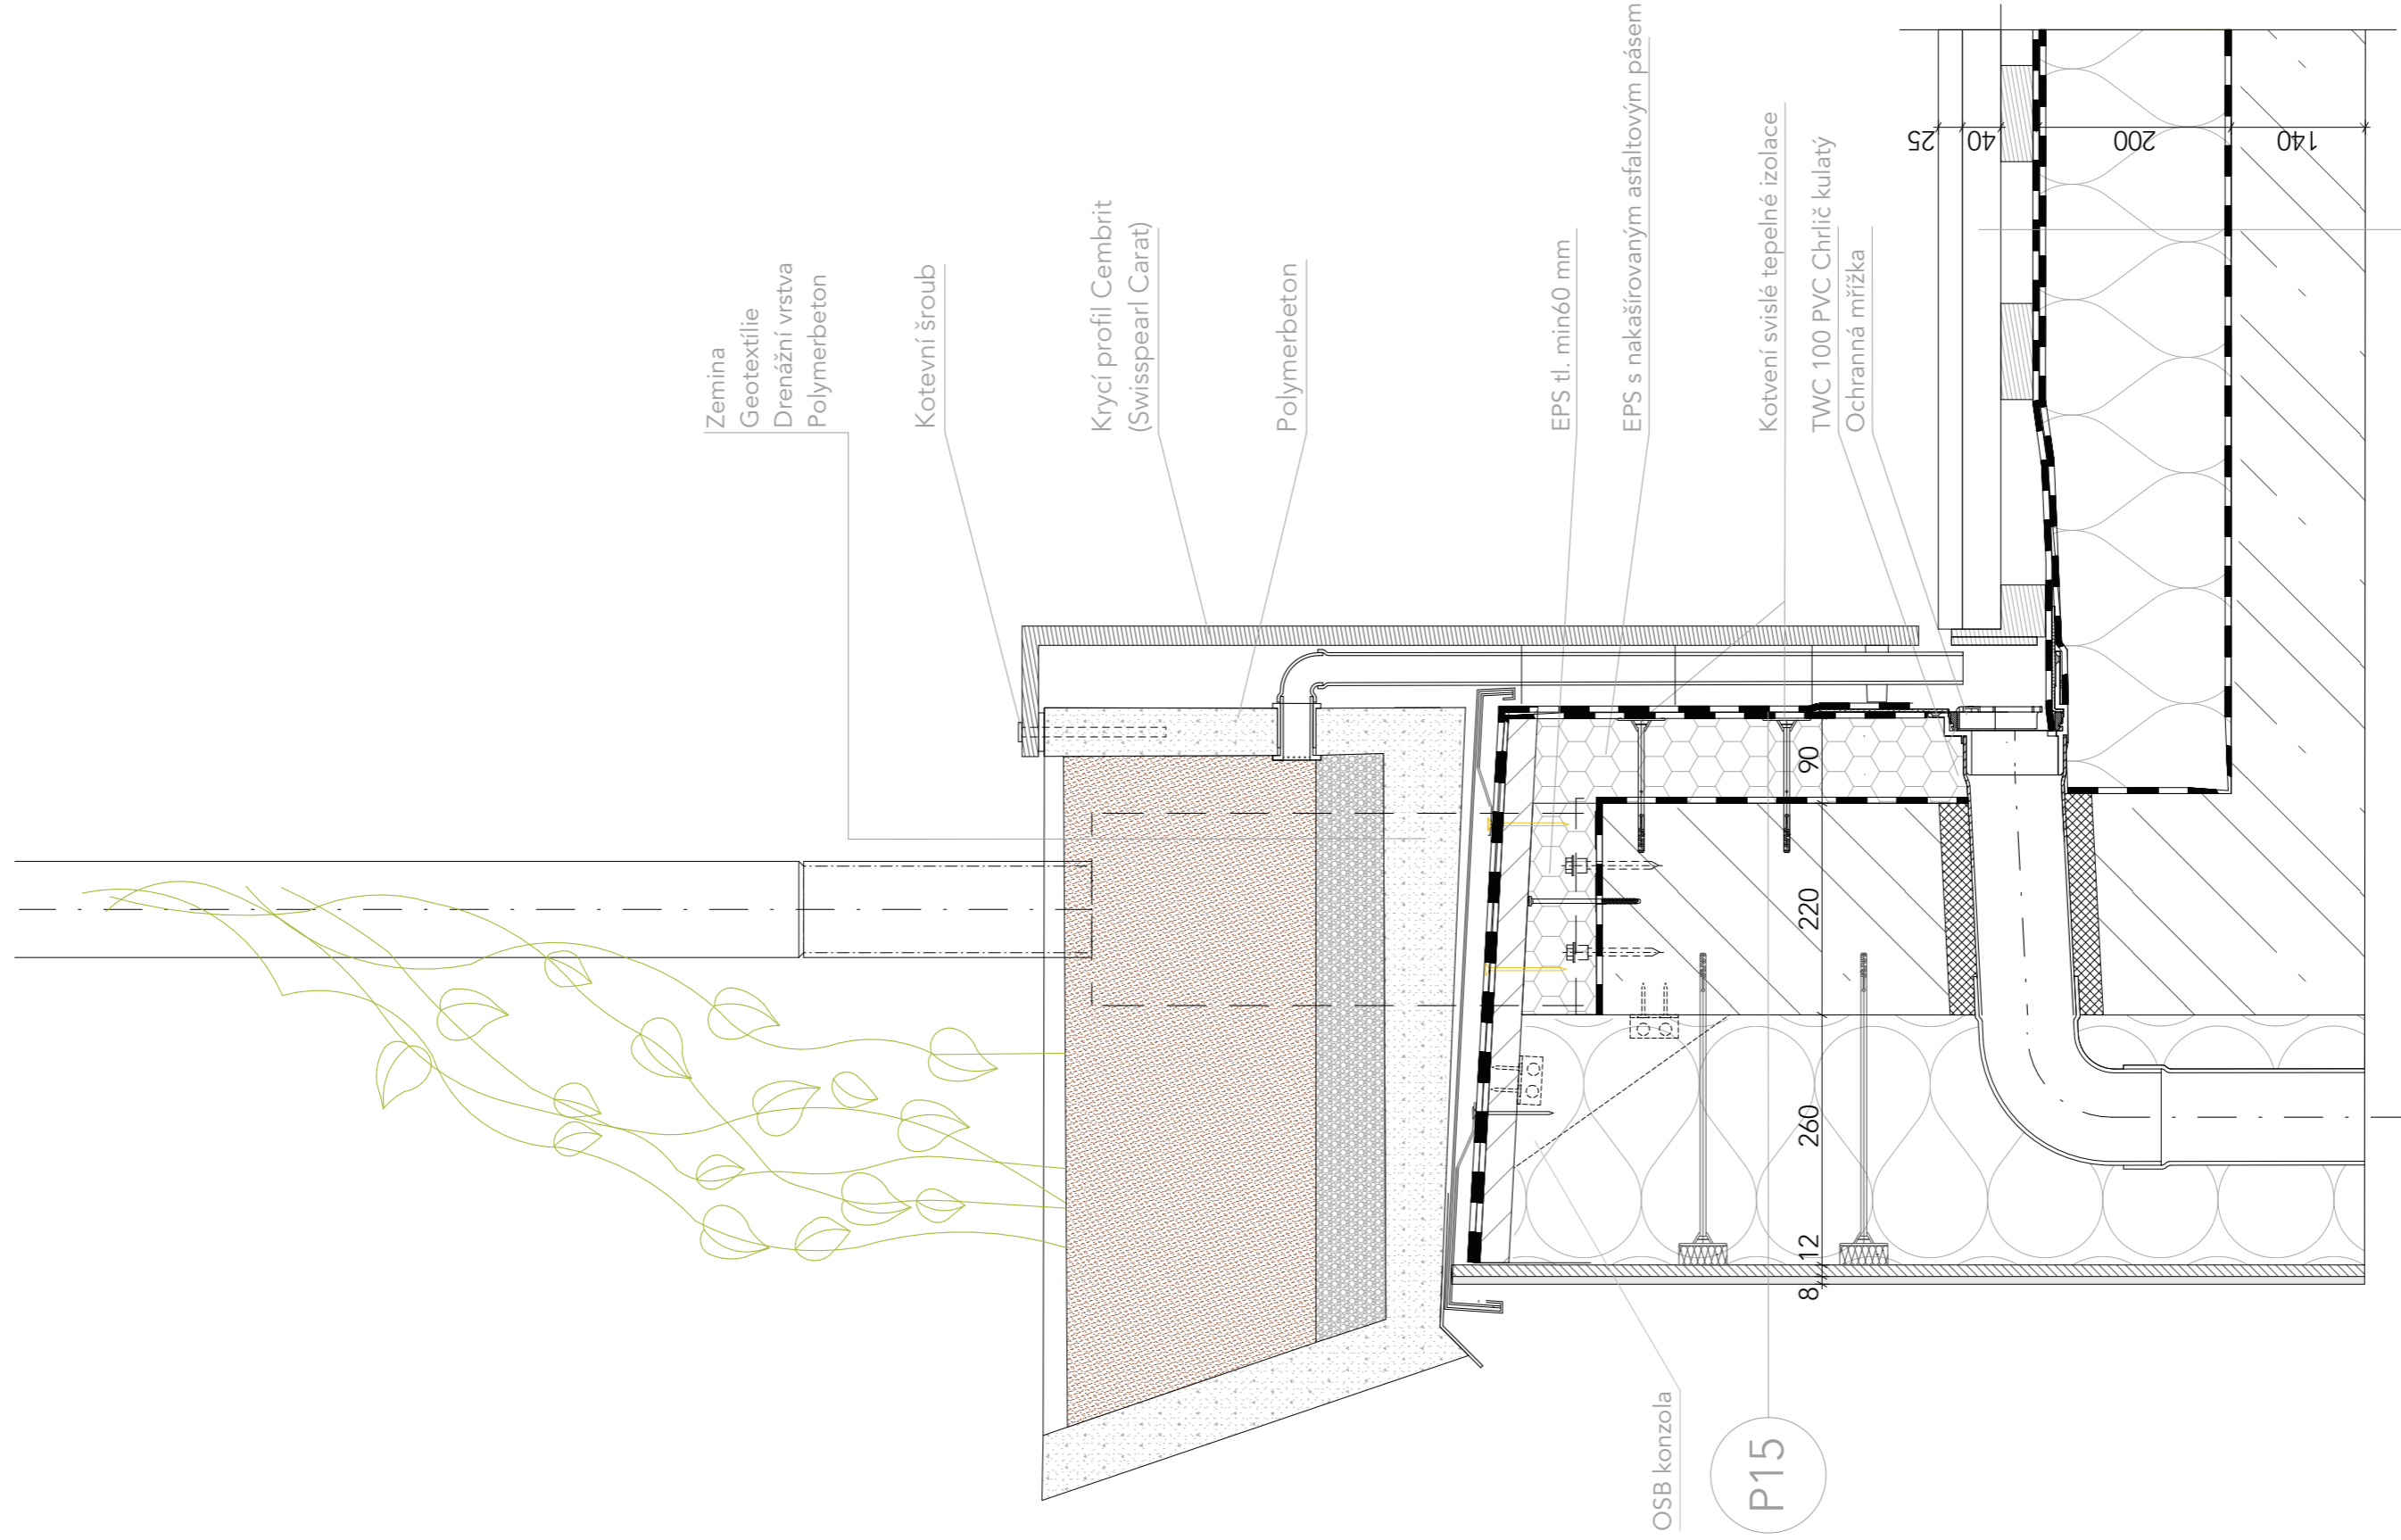 Zemina
Geotextílie
Drenážní vrstva
Polymerbeton
Kotevní šroub
Krycí profil Cembrit
(Swisspearl Carat)
Polymerbeton
EPS tl. min60 mm
EPS s nakašírovaným asfaltovým pásem
Kotvení svislé tepelné izolace
TWC 100 PVC Chrlič kulatý
Ochranná mřížka
25
40
200
140
90
220
260
12
8
OSB konzola
P15